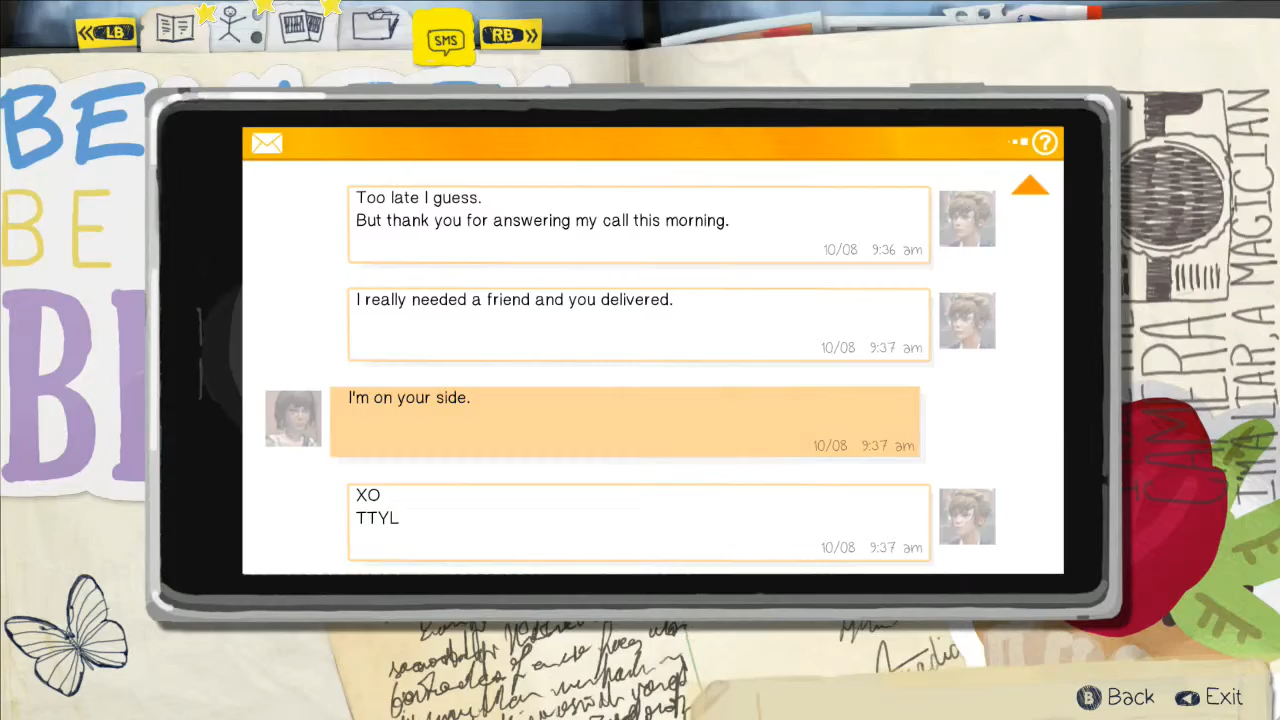 LB
SMS
RB
BE
BE
Too late I guess.
But thank you for answering my call this morning.
10/08 9:36 am
I really needed a friend and you delivered.
10/08 9:37 am
I'm on your side.
10/08 9:37 am
XO
TTYL
10/08 9:37 am
CAMERA
A MAGICIAN
B Back
Exit